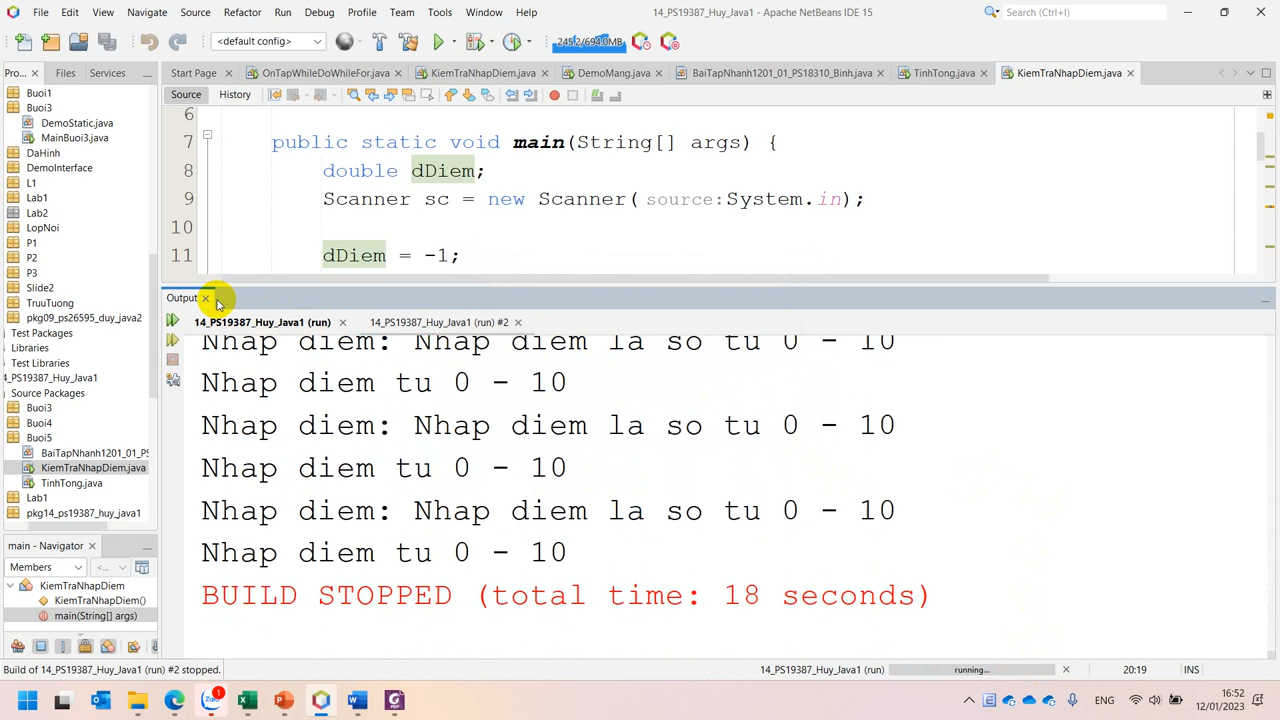 File Edit View Navigate Source Refactor Run Debug Profile Team Tools Window Help
14_PS19387_Huy_Java1 - Apache NetBeans IDE 15
Search (Ctrl+I)
<default config>
245.2/694.0MB
Pro... Files Services
Start Page OnTapWhileDoWhileFor.java KiemTraNhapDiem.java DemoMang.java BaiTapNhanh1201_01_PS18310_Binh.java TinhTong.java KiemTraNhapDiem.java
Source History
Buoi1
Buoi3
DemoStatic.java
MainBuoi3.java
DaHinh
DemoInterface
L1
Lab1
Lab2
LopNoi
P1
P2
P3
Slide2
TruuTuong
pkg09_ps26595_duy_java2
Test Packages
Libraries
Test Libraries
4_PS19387_Huy_Java1
Source Packages
Buoi3
Buoi4
Buoi5
BaiTapNhanh1201_01_PS
KiemTraNhapDiem.java
TinhTong.java
Lab1
pkg14_ps19387_huy_java1
main - Navigator
Members <...>
KiemTraNhapDiem
KiemTraNhapDiem()
main(String[] args)
6
7 public static void main(String[] args) {
8 double dDiem;
9 Scanner sc = new Scanner( source:System.in);
10
11 dDiem = -1;
Output
14_PS19387_Huy_Java1 (run) 14_PS19387_Huy_Java1 (run) #2
Nhap diem: Nhap diem la so tu 0 - 10
Nhap diem tu 0 - 10
Nhap diem: Nhap diem la so tu 0 - 10
Nhap diem tu 0 - 10
Nhap diem: Nhap diem la so tu 0 - 10
Nhap diem tu 0 - 10
BUILD STOPPED (total time: 18 seconds)
Build of 14_PS19387_Huy_Java1 (run) #2 stopped.
14_PS19387_Huy_Java1 (run) running... 20:19 INS
Zalo 1
ENG
16:52
12/01/2023